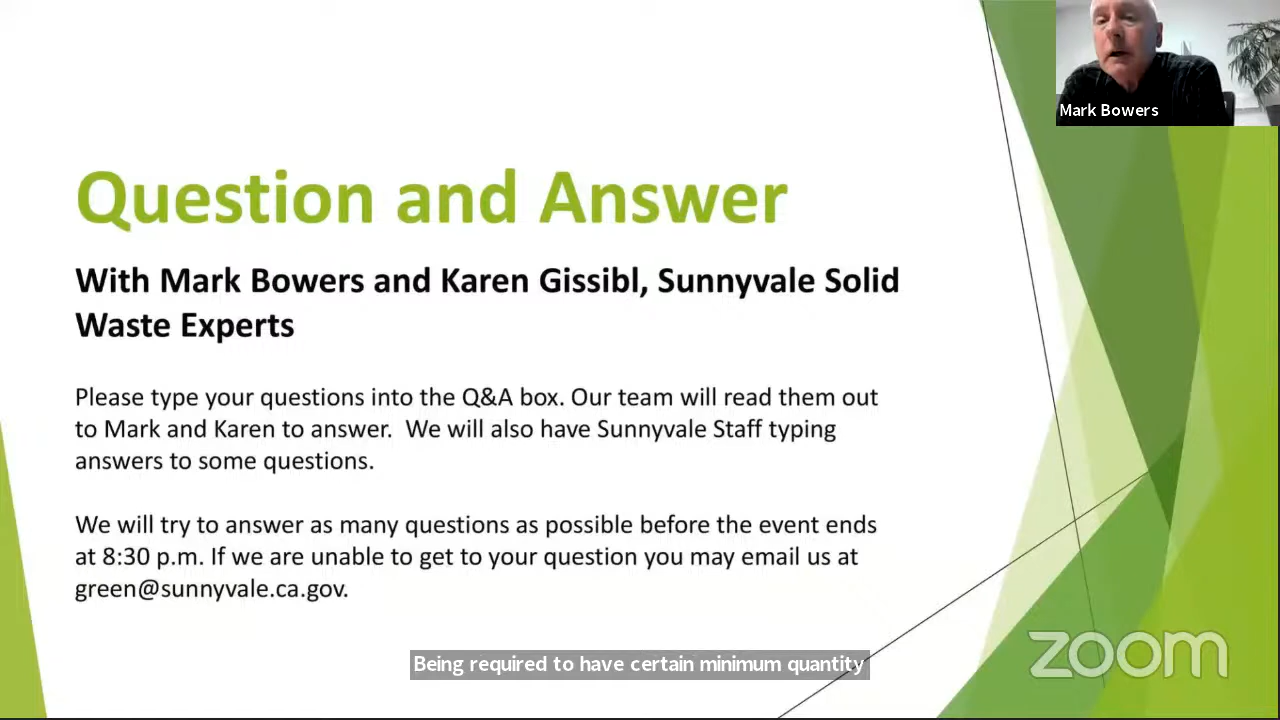 Mark Bowers
Question and Answer
With Mark Bowers and Karen Gissibl, Sunnyvale Solid
Waste Experts
Please type your questions into the Q&A box. Our team will read them out
to Mark and Karen to answer.  We will also have Sunnyvale Staff typing
answers to some questions.
We will try to answer as many questions as possible before the event ends
at 8:30 p.m. If we are unable to get to your question you may email us at
green@sunnyvale.ca.gov.
zoom
Being required to have certain minimum quantity